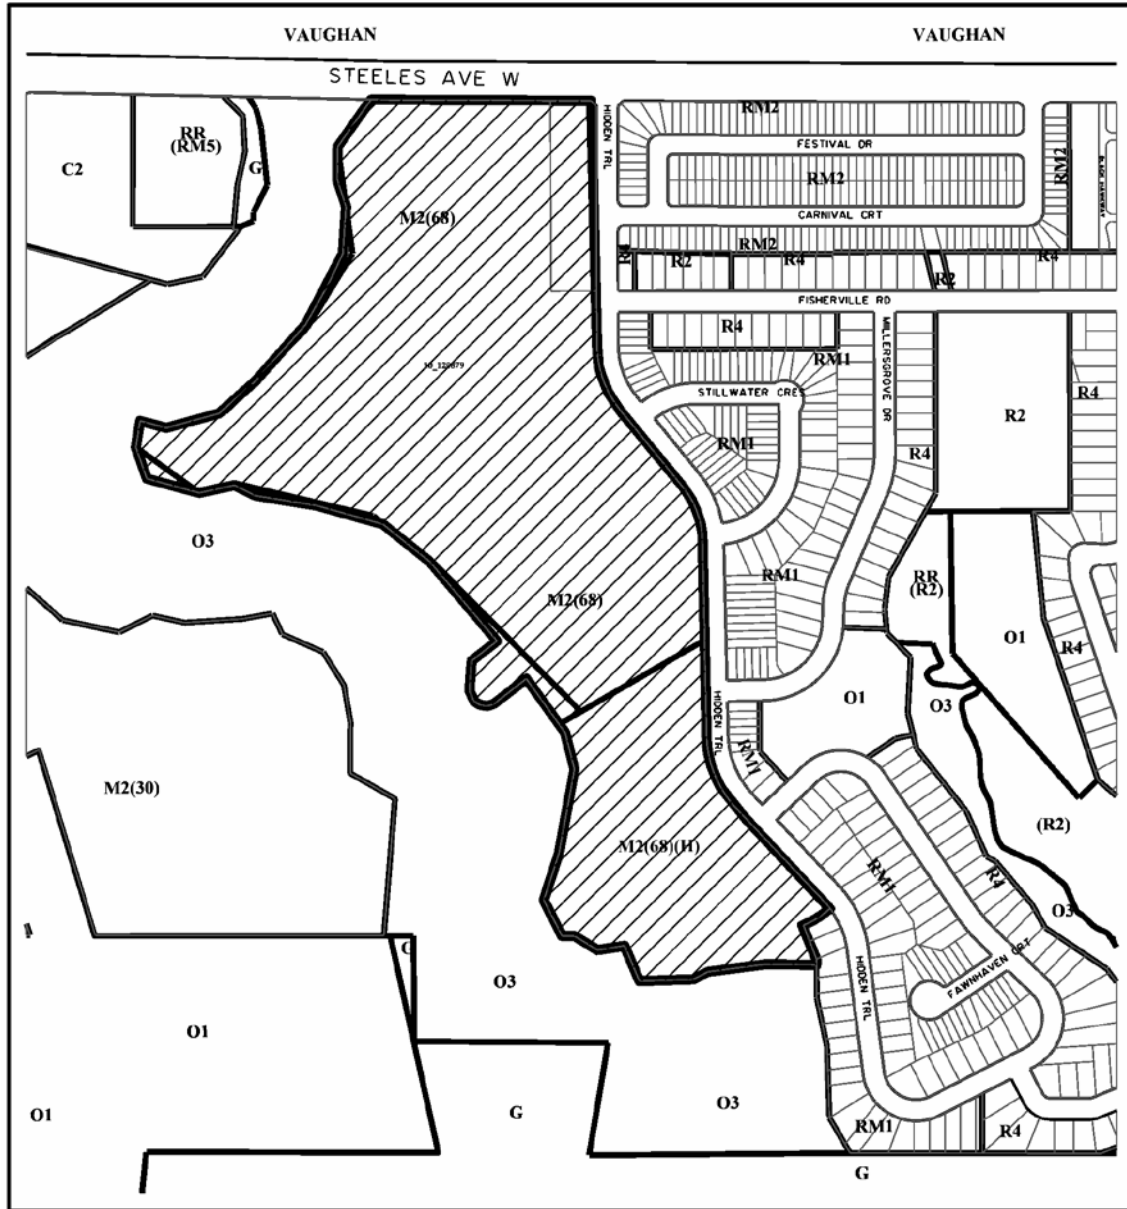 VAUGHAN
VAUGHAN
STEELES AVE W
HIDDEN TRL
RM2
RR
(RM5)
FESTIVAL DR
C2
G
RM2
RM2
M2(68)
CARNIVAL CRT
RM2
R4
R2
R4
R4
R2
FISHERVILLE RD
R4
MILLERSGROVE DR
RM1
STILLWATER CRES
R4
R2
RM1
R4
O3
RM1
RR
(R2)
M2(68)
O1
R4
HIDDEN TRL
O1
O3
RM1
M2(30)
(R2)
M2(68)(H)
RM1
R4
O3
G
FAWNHAVEN CRT
O3
HIDDEN TRL
O1
O1
G
O3
RM1
R4
G